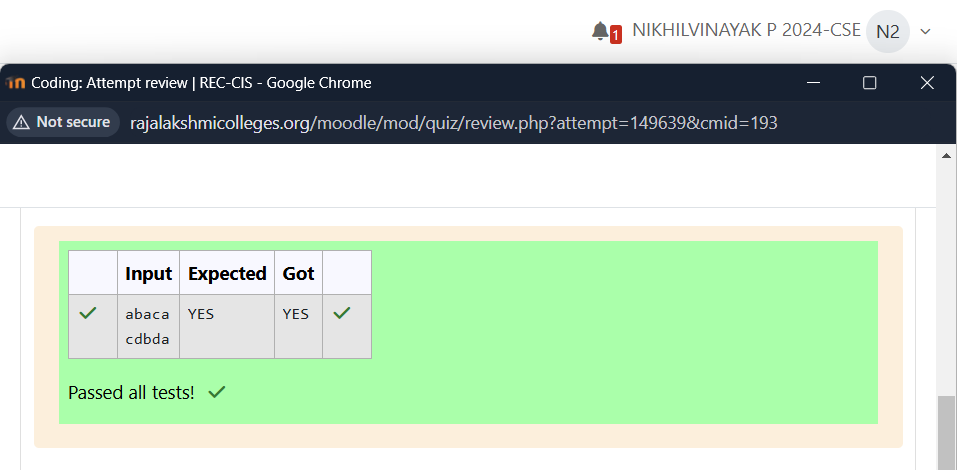 1 NIKHILVINAYAK P 2024-CSE N2
Coding: Attempt review | REC-CIS - Google Chrome
Not secure rajalakshmicolleges.org/moodle/mod/quiz/review.php?attempt=149639&cmid=193
Input Expected Got
abaca YES YES
cdbda
Passed all tests!